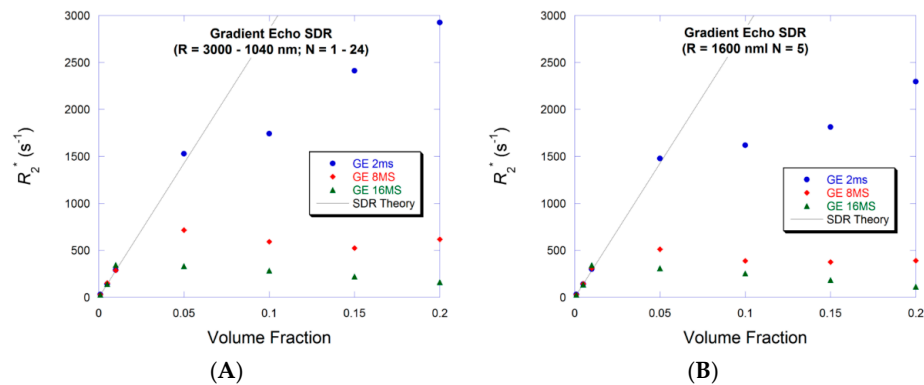 Gradient Echo SDR
(R = 3000 - 1040 nm; N = 1 - 24)
3000
2500
2000
1500
1000
500
0
R2* (s-1)
GE 2ms
GE 8MS
GE 16MS
SDR Theory
0 0.05 0.1 0.15 0.2
Volume Fraction
(A)
Gradient Echo SDR
(R = 1600 nml N = 5)
3000
2500
2000
1500
1000
500
0
R2* (s-1)
GE 2ms
GE 8MS
GE 16MS
SDR Theory
0 0.05 0.1 0.15 0.2
Volume Fraction
(B)